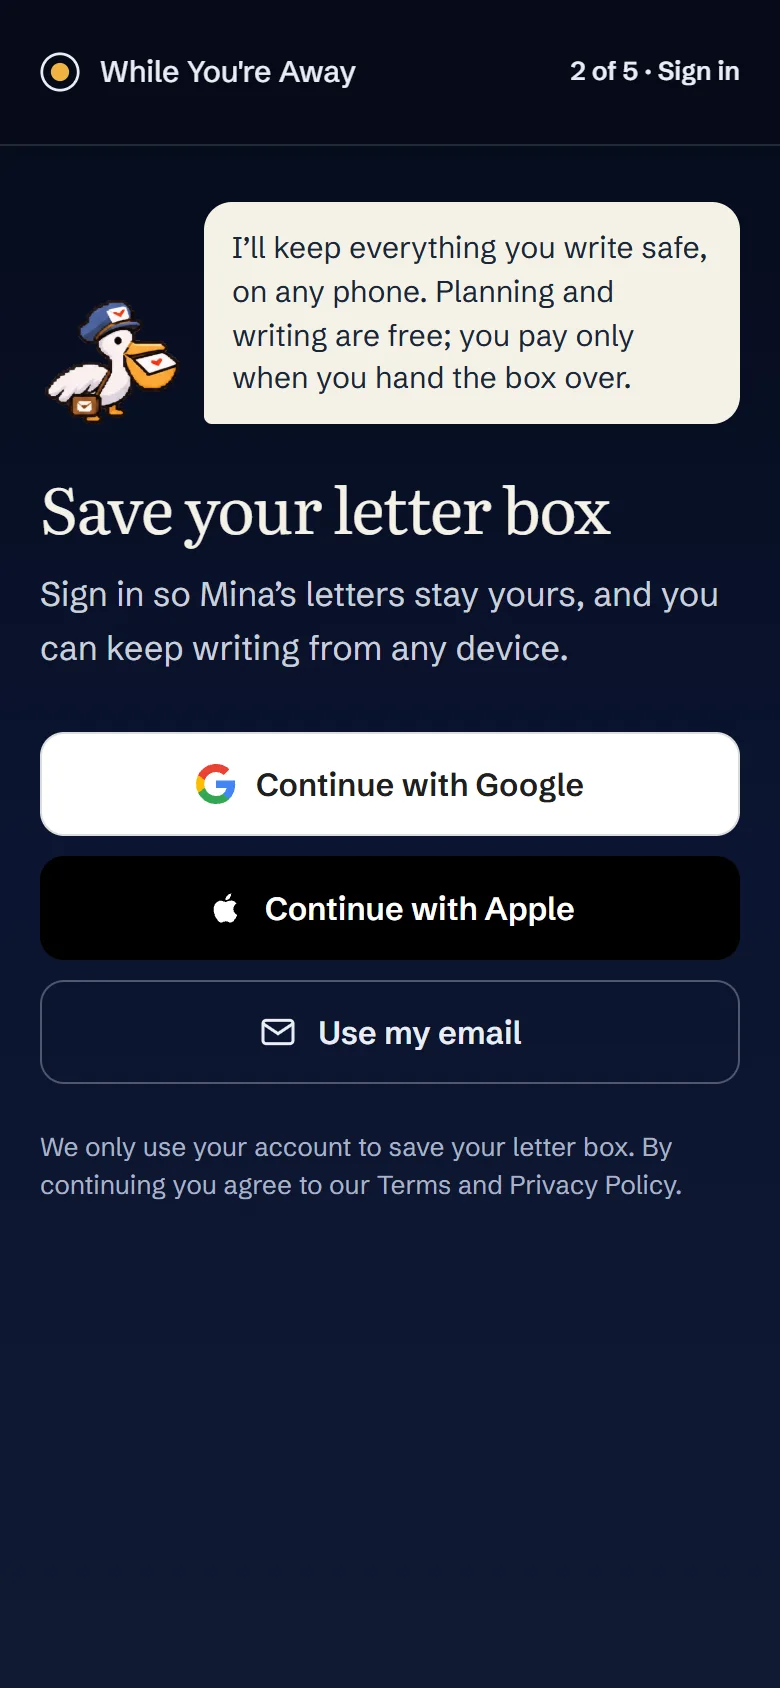 While You're Away
2 of 5 · Sign in
I’ll keep everything you write safe,
on any phone. Planning and
writing are free; you pay only
when you hand the box over.
Save your letter box
Sign in so Mina’s letters stay yours, and you
can keep writing from any device.
Continue with Google
Continue with Apple
Use my email
We only use your account to save your letter box. By
continuing you agree to our Terms and Privacy Policy.